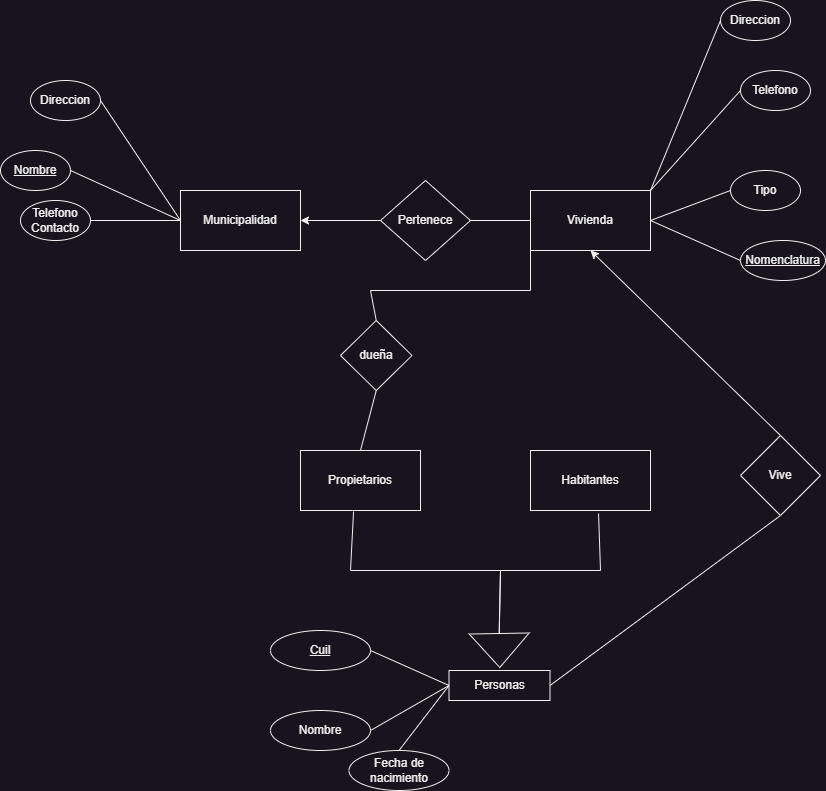 Direccion
Telefono
Direccion
Nombre
Telefono
Contacto
Municipalidad
Pertenece
Vivienda
Tipo
Nomenclatura
dueña
Propietarios
Habitantes
Vive
Cuil
Personas
Nombre
Fecha de
nacimiento